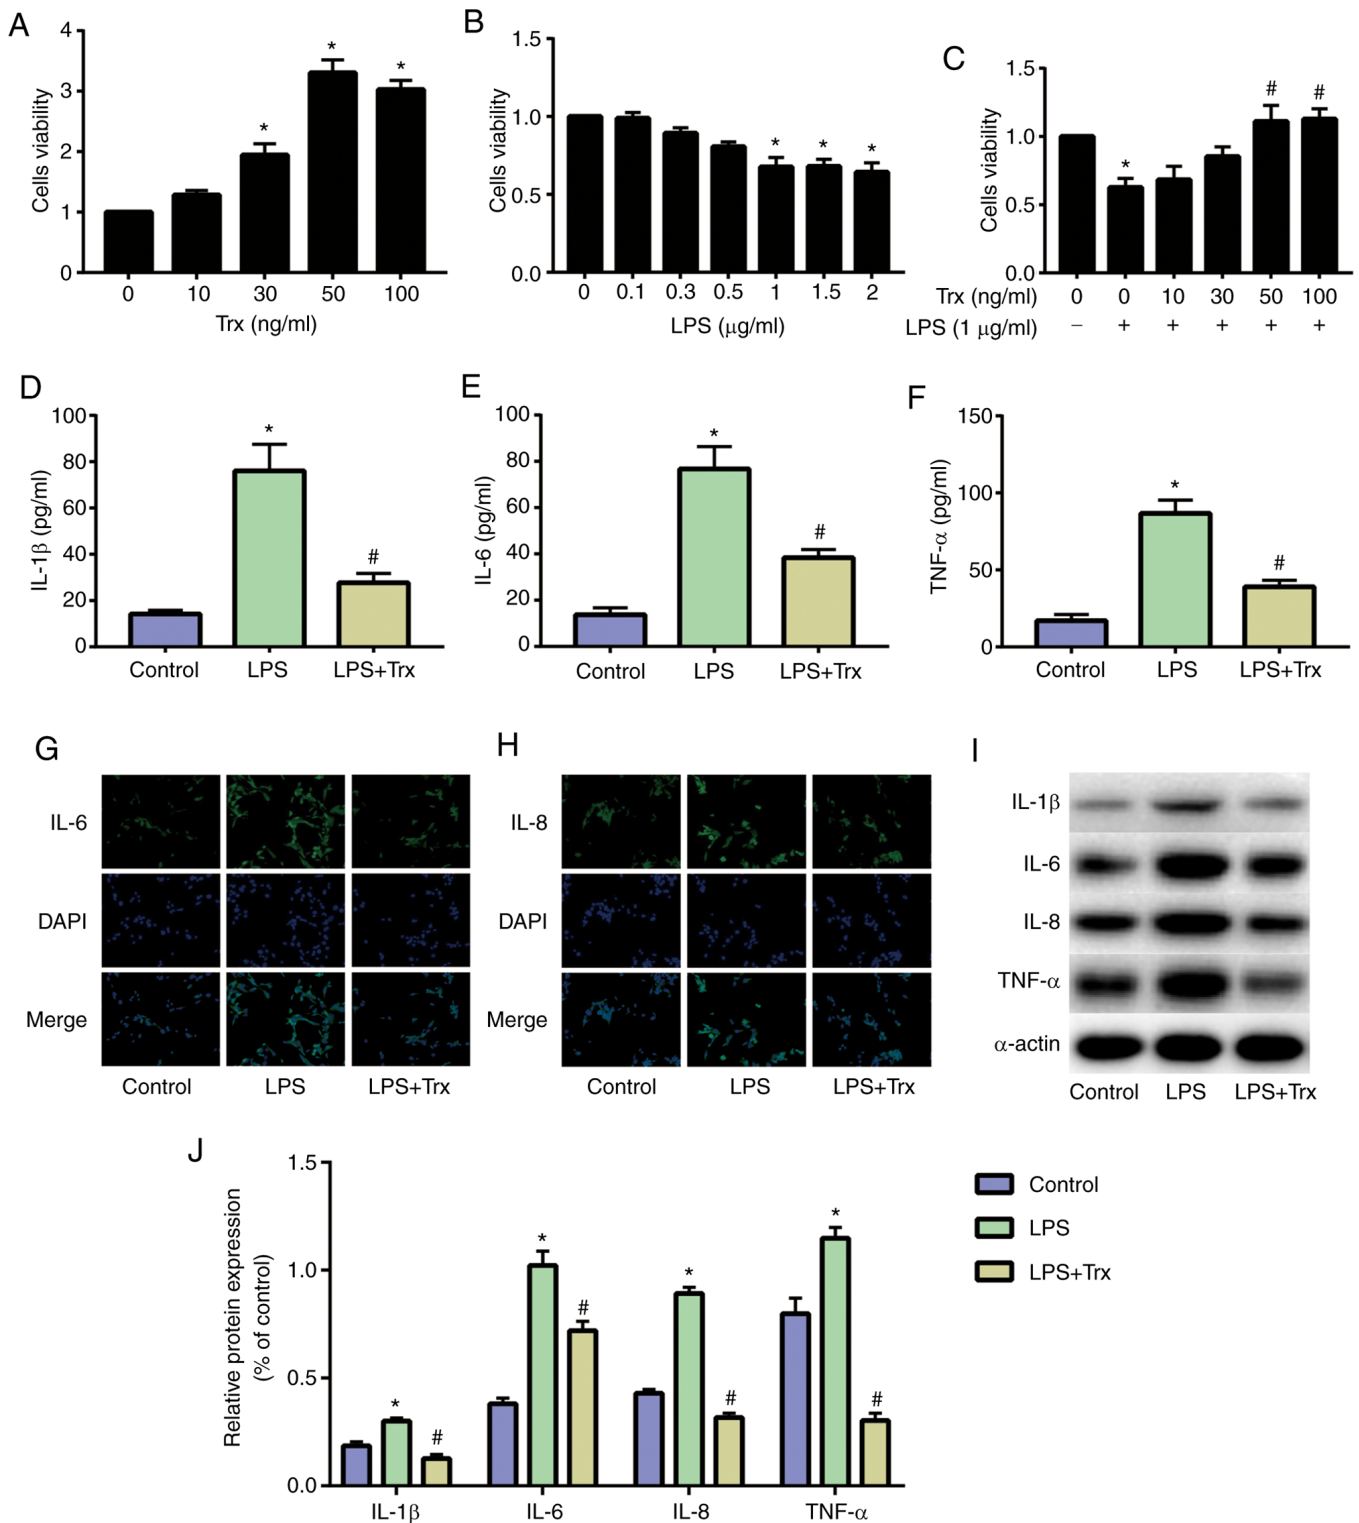 A
Cells viability
4
3
2
1
0
* * *
0 10 30 50 100
Trx (ng/ml)
B
Cells viability
1.5
1.0
0.5
0.0
* * *
0 0.1 0.3 0.5 1 1.5 2
LPS (μg/ml)
C
Cells viability
1.5
1.0
0.5
0.0
* # #
Trx (ng/ml) 0 0 10 30 50 100
LPS (1 μg/ml) − + + + + +
D
IL-1β (pg/ml)
100
80
60
40
20
0
* #
Control LPS LPS+Trx
E
IL-6 (pg/ml)
100
80
60
40
20
0
* #
Control LPS LPS+Trx
F
TNF-α (pg/ml)
150
100
50
0
* #
Control LPS LPS+Trx
G
IL-6
DAPI
Merge
Control LPS LPS+Trx
H
IL-8
DAPI
Merge
Control LPS LPS+Trx
I
IL-1β
IL-6
IL-8
TNF-α
α-actin
Control LPS LPS+Trx
J
Relative protein expression
(% of control)
1.5
1.0
0.5
0.0
* # * # * # * #
IL-1β IL-6 IL-8 TNF-α
Control
LPS
LPS+Trx